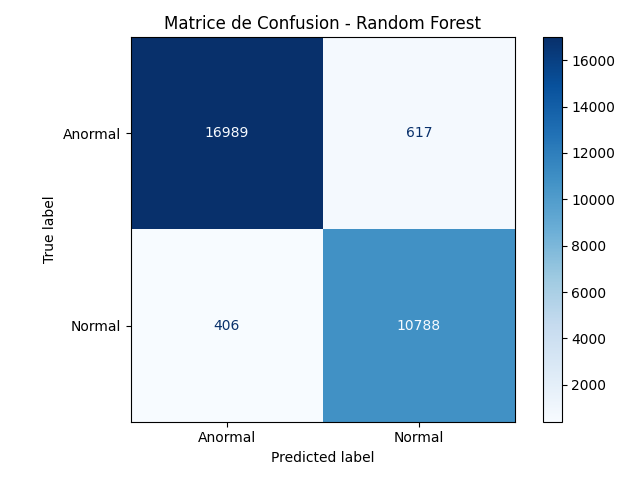 Matrice de Confusion - Random Forest
True label
Anormal
Normal
16989
617
406
10788
Anormal
Normal
Predicted label
16000
14000
12000
10000
8000
6000
4000
2000